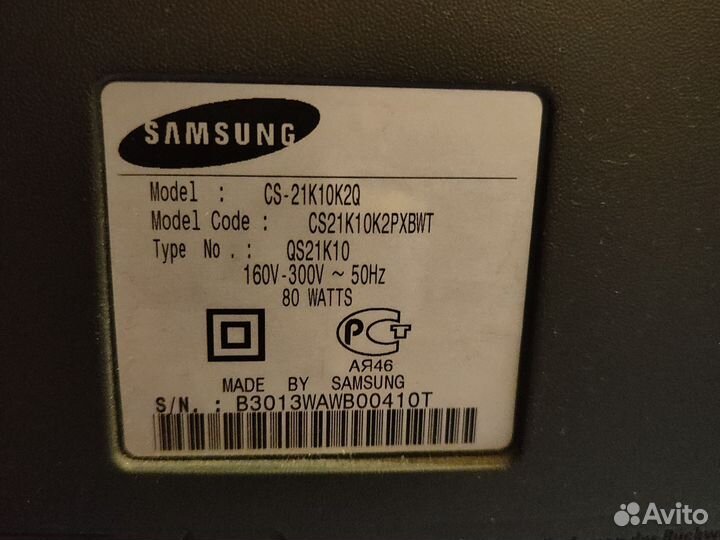 SAMSUNG
Model : CS-21K10K2Q
Model Code : CS21K10K2PXBWT
Type No . : QS21K10
160V-300V ~ 50Hz
80 WATTS
РСТ
АЯ46
MADE BY SAMSUNG
S/N. : B3013WAWB00410T
Avito